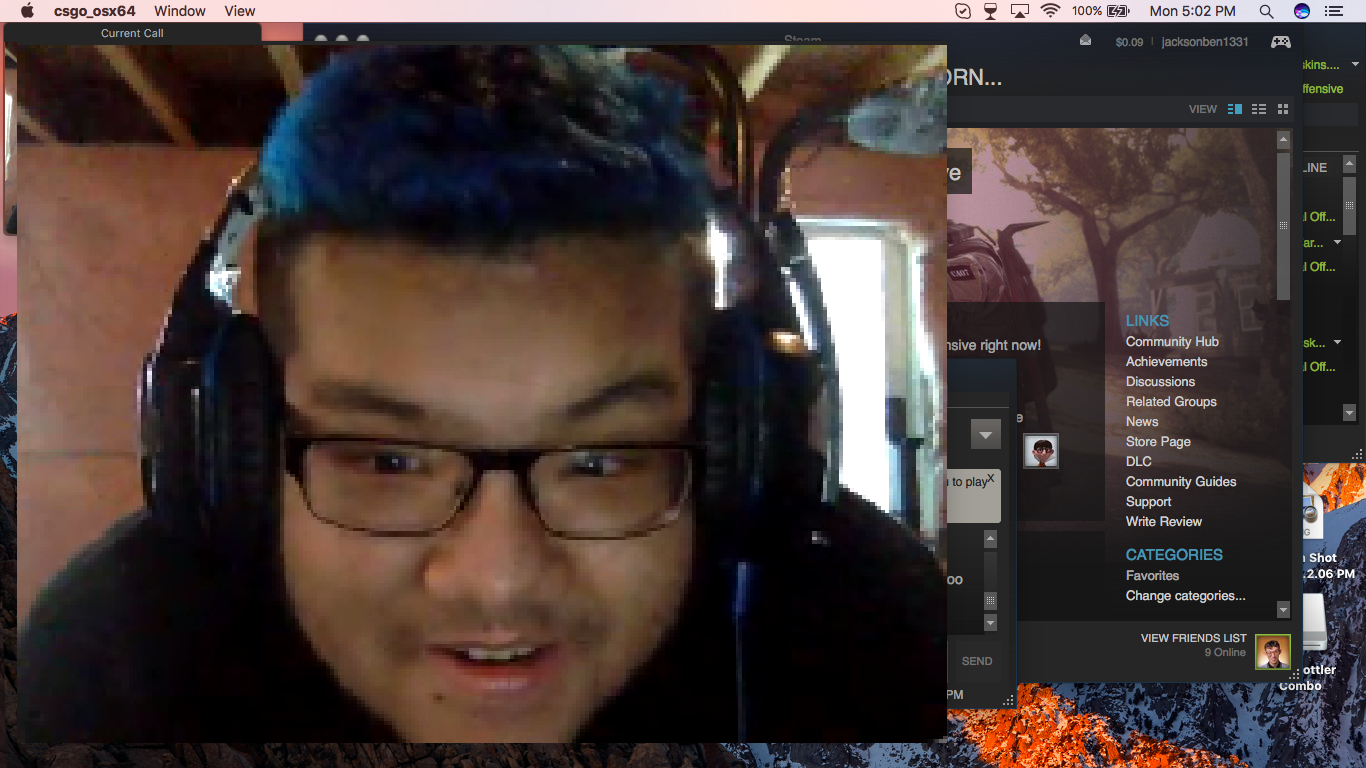 csgo_osx64 Window View 100% Mon 5:02 PM
Current Call
Steam
$0.09 jacksonben1331
ORN...
VIEW
skins....
ffensive
ve
LINE
l Off...
ar...
l Off...
nsive right now!
sk...
l Off...
e
u to play X
oo
SEND
PM
LINKS
Community Hub
Achievements
Discussions
Related Groups
News
Store Page
DLC
Community Guides
Support
Write Review
CATEGORIES
Favorites
Change categories...
VIEW FRIENDS LIST
9 Online
n Shot
2.06 PM
ottler
Combo